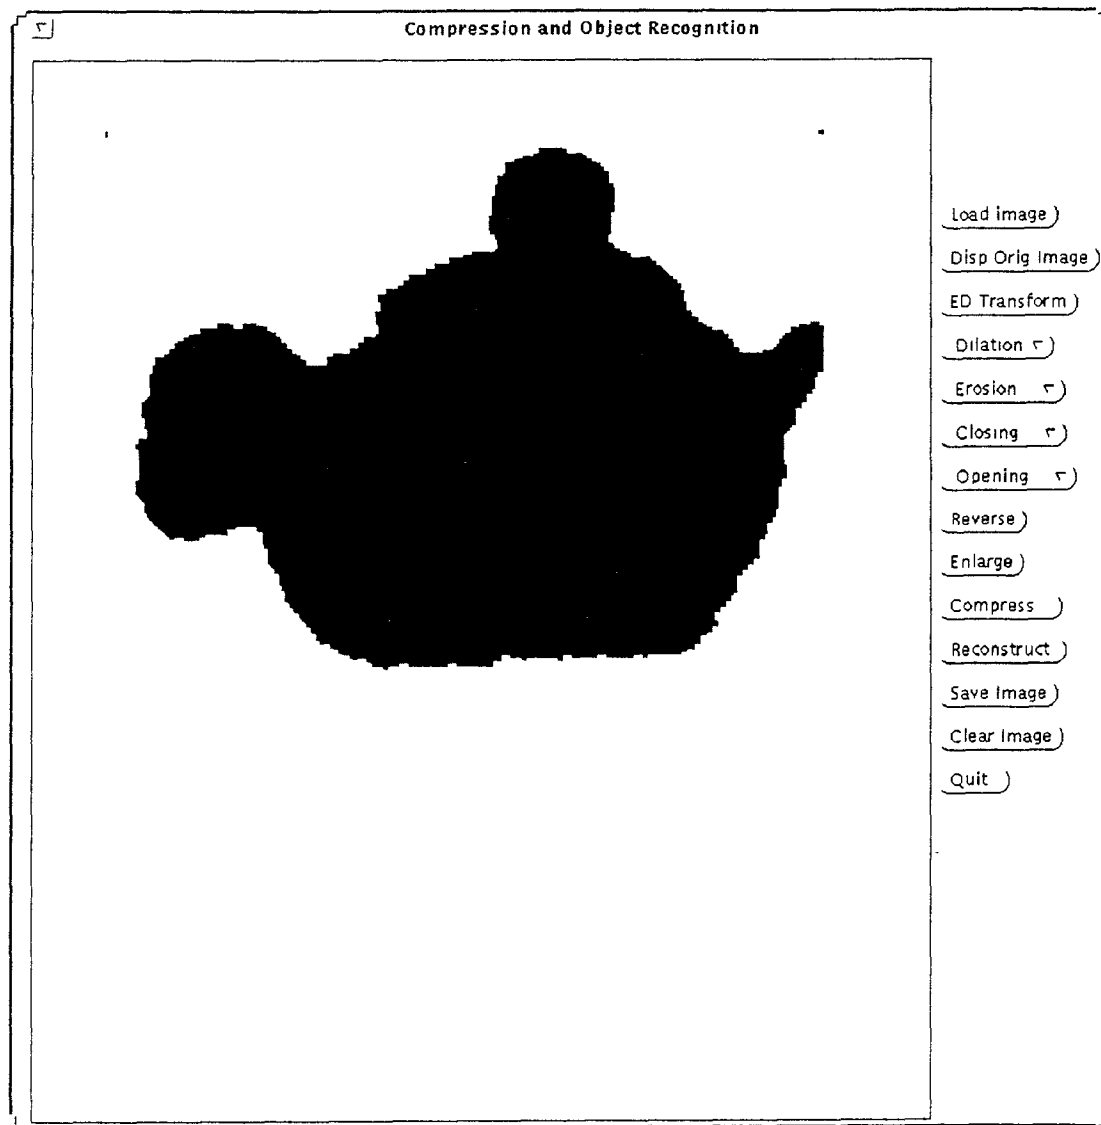 Compression and Object Recognition
Load image
Disp Orig Image
ED Transform
Dilation
Erosion
Closing
Opening
Reverse
Enlarge
Compress
Reconstruct
Save Image
Clear Image
Quit